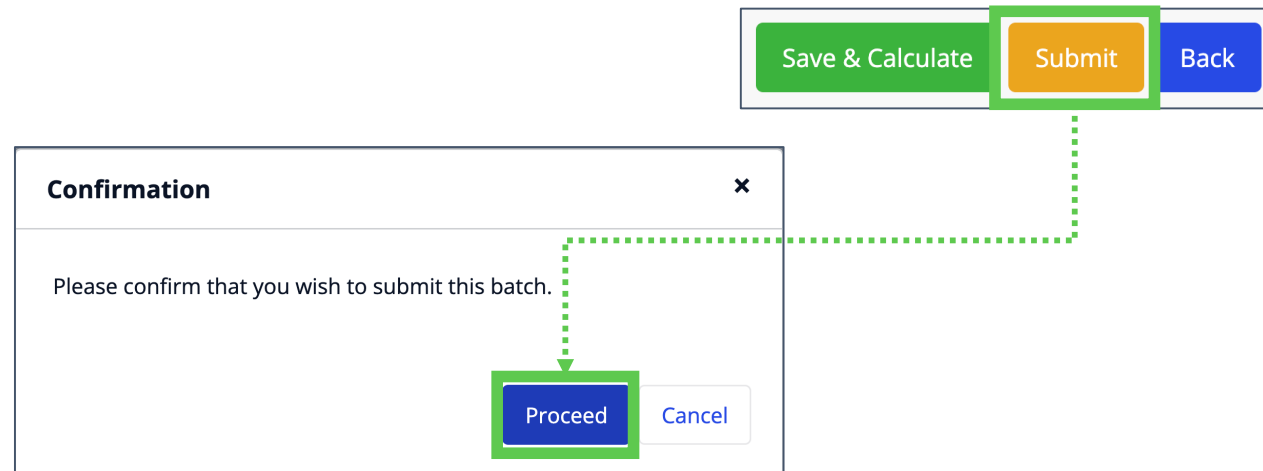 Save & Calculate Submit Back
Confirmation ×
Please confirm that you wish to submit this batch.
Proceed Cancel